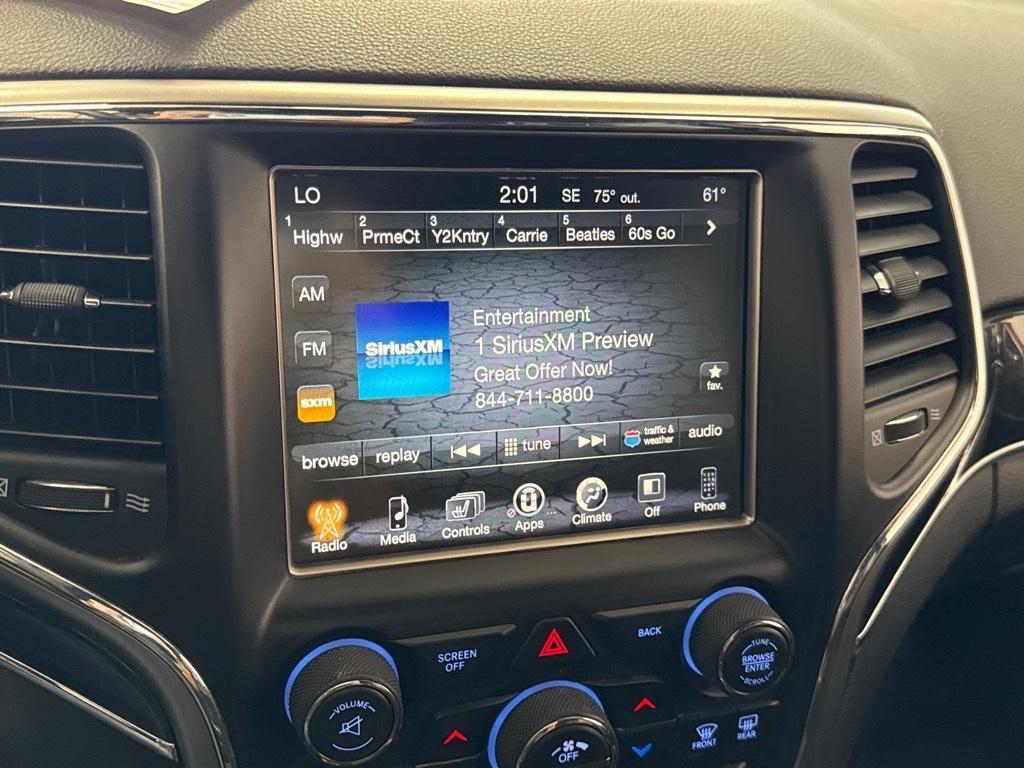 LO 2:01 SE 75° out. 61°
1 Highw 2 PrmeCt 3 Y2Kntry 4 Carrie 5 Beatles 6 60s Go
AM
FM
sxm
SiriusXM
Entertainment
1 SiriusXM Preview
Great Offer Now!
844-711-8800
fav.
browse replay tune traffic & weather audio
Radio Media Controls Apps Climate Off Phone
SCREEN
OFF
BACK
VOLUME
TUNE
BROWSE
ENTER
SCROLL
OFF
FRONT
REAR